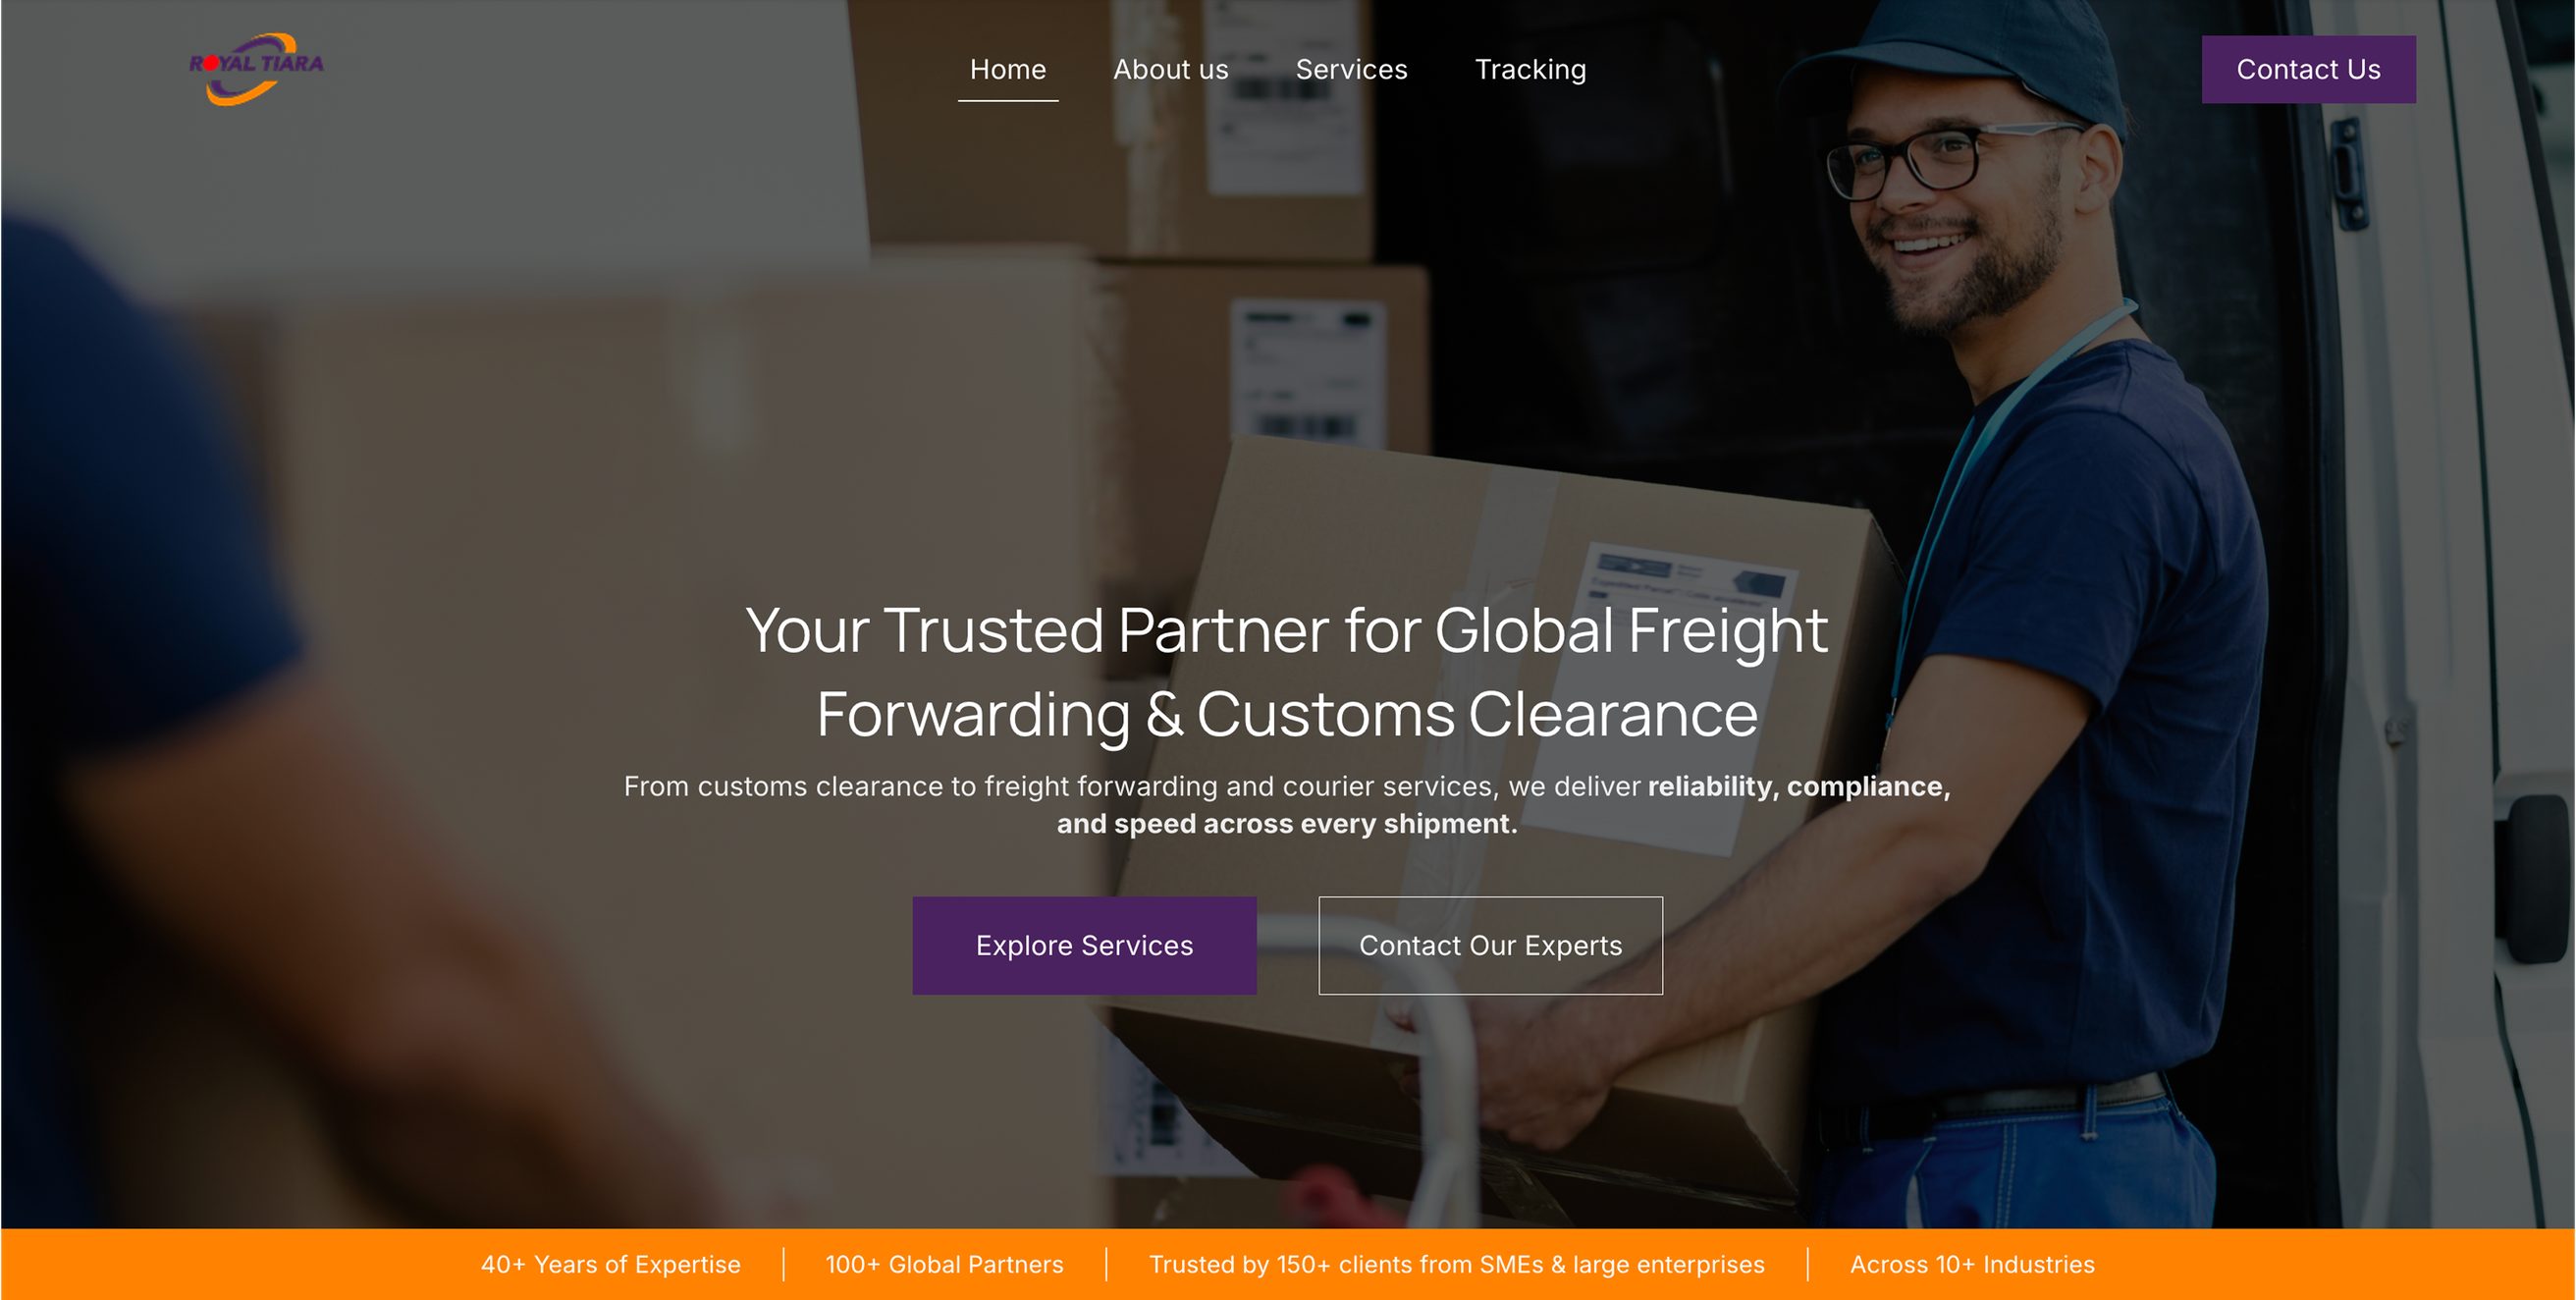 ROYAL TIARA
Home
About us
Services
Tracking
Contact Us
Your Trusted Partner for Global Freight
Forwarding & Customs Clearance
From customs clearance to freight forwarding and courier services, we deliver reliability, compliance,
and speed across every shipment.
Explore Services
Contact Our Experts
40+ Years of Expertise
100+ Global Partners
Trusted by 150+ clients from SMEs & large enterprises
Across 10+ Industries